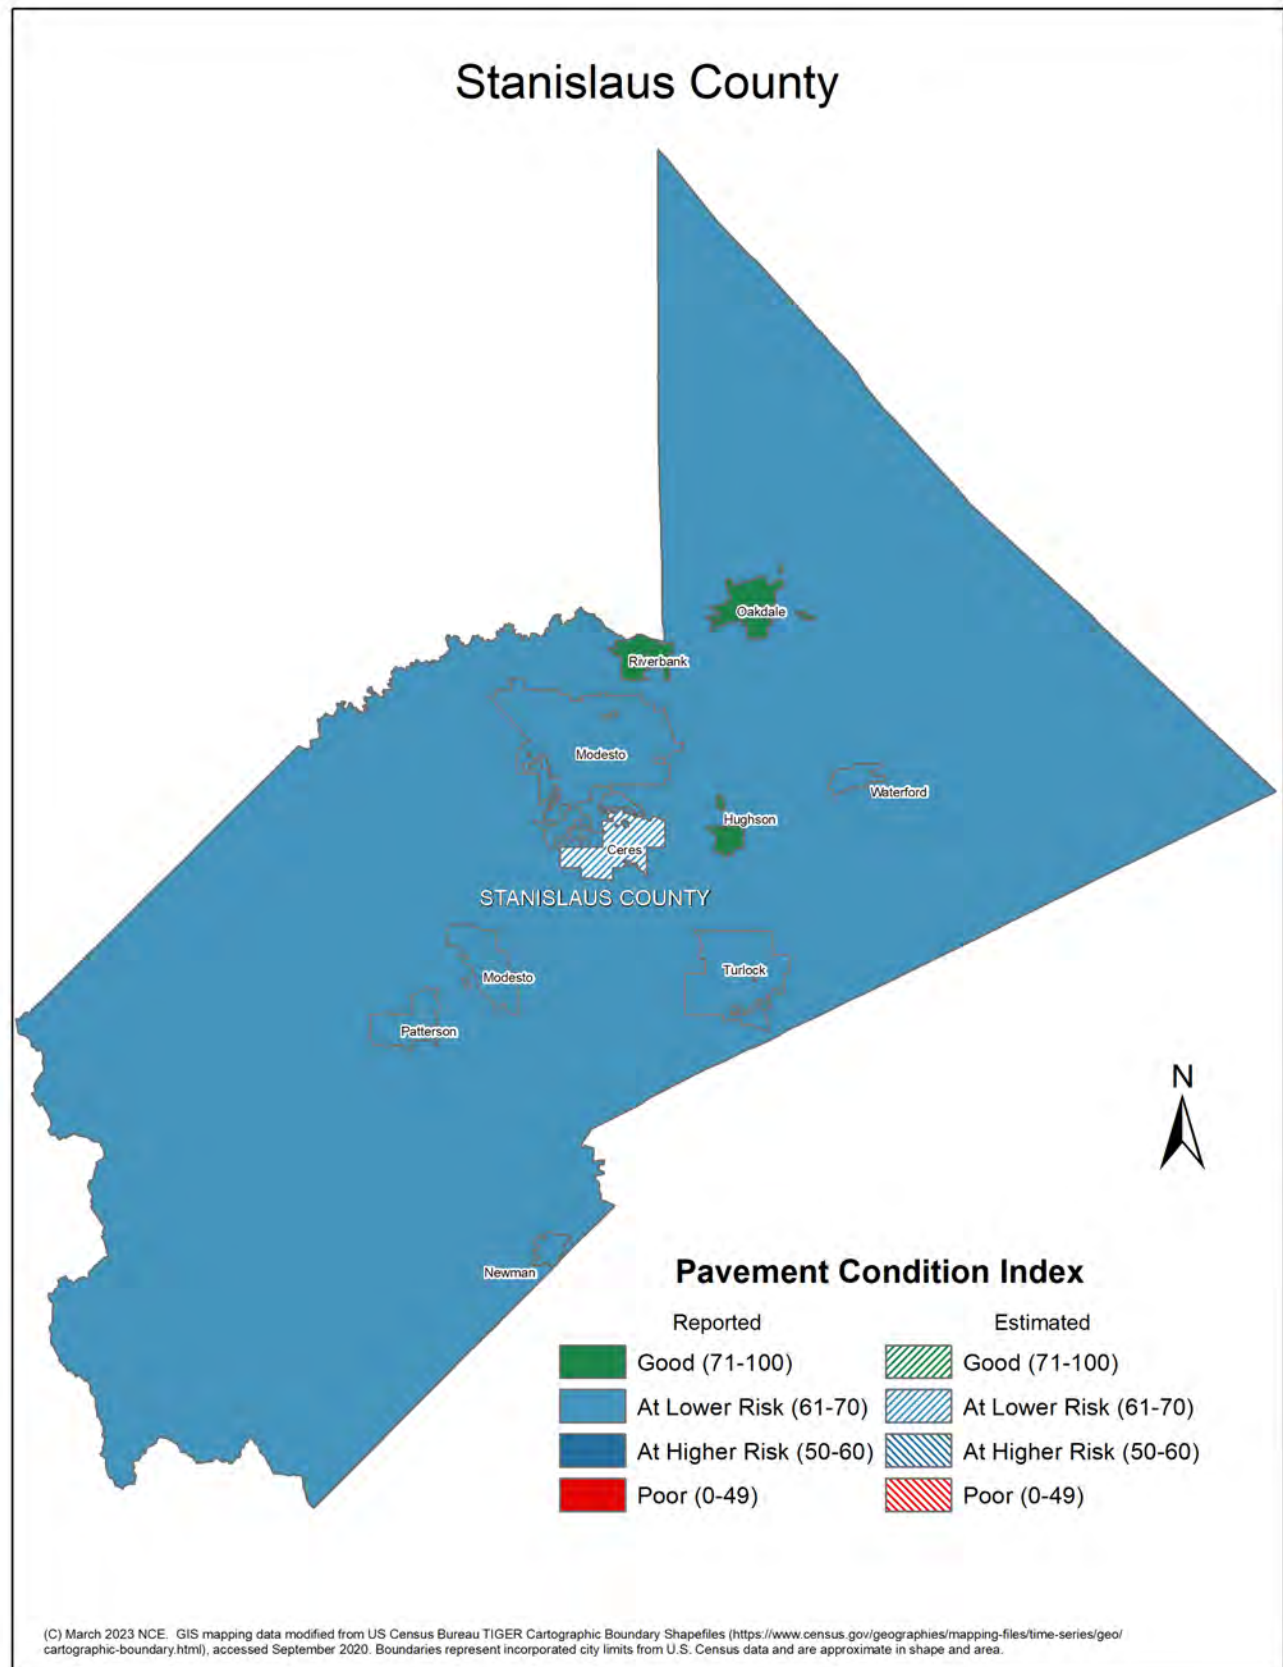 Stanislaus County
Oakdale
Riverbank
Modesto
Waterford
Hughson
Ceres
STANISLAUS COUNTY
Modesto
Turlock
Patterson
N
Newman
Pavement Condition Index
Reported
Estimated
Good (71-100)
Good (71-100)
At Lower Risk (61-70)
At Lower Risk (61-70)
At Higher Risk (50-60)
At Higher Risk (50-60)
Poor (0-49)
Poor (0-49)
(C) March 2023 NCE. GIS mapping data modified from US Census Bureau TIGER Cartographic Boundary Shapefiles (https://www.census.gov/geographies/mapping-files/time-series/geo/
cartographic-boundary.html), accessed September 2020. Boundaries represent incorporated city limits from U.S. Census data and are approximate in shape and area.